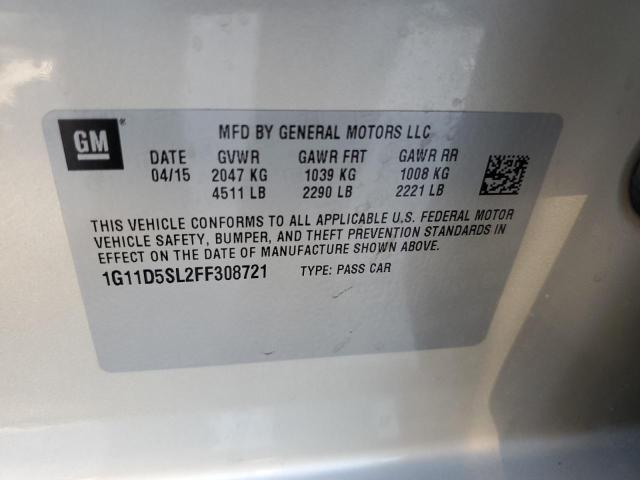 GM
MFD BY GENERAL MOTORS LLC
DATE GVWR GAWR FRT GAWR RR
04/15 2047 KG 1039 KG 1008 KG
4511 LB 2290 LB 2221 LB
THIS VEHICLE CONFORMS TO ALL APPLICABLE U.S. FEDERAL MOTOR
VEHICLE SAFETY, BUMPER, AND THEFT PREVENTION STANDARDS IN
EFFECT ON THE DATE OF MANUFACTURE SHOWN ABOVE.
1G11D5SL2FF308721 TYPE: PASS CAR